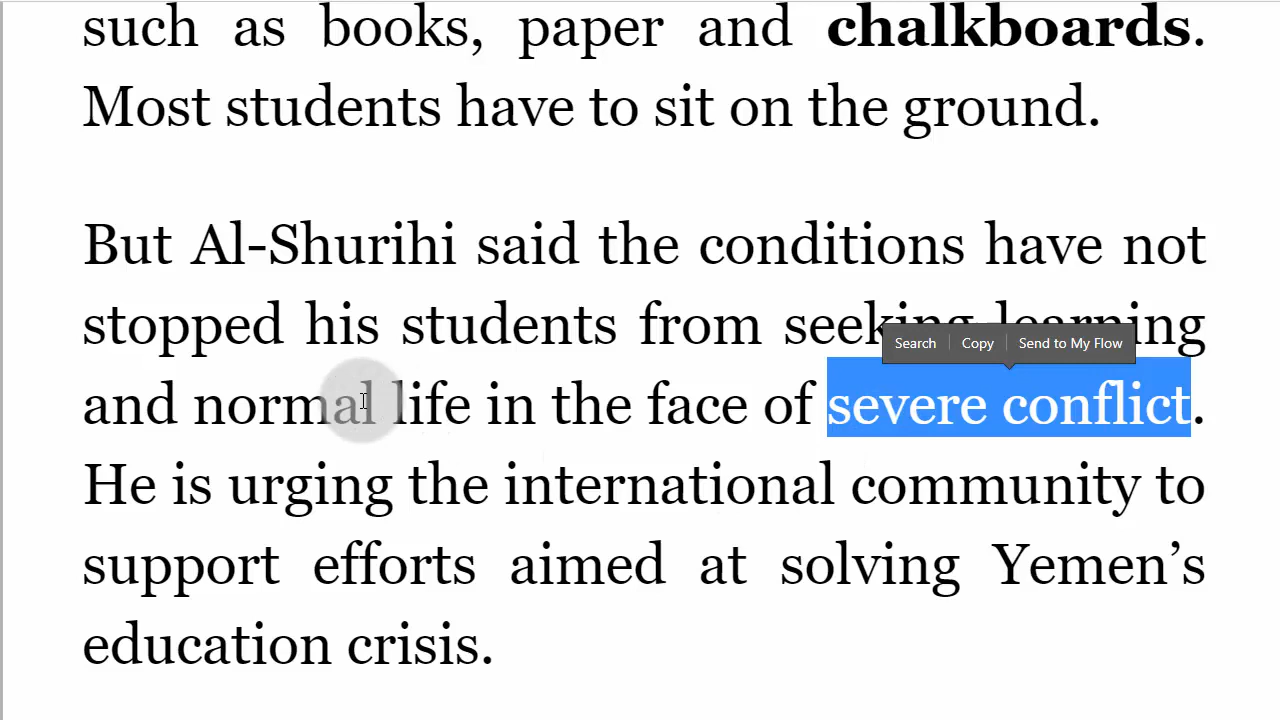 such as books, paper and chalkboards.
Most students have to sit on the ground.
But Al-Shurihi said the conditions have not
stopped his students from seeking learning
Search Copy Send to My Flow
and normal life in the face of severe conflict.
He is urging the international community to
support efforts aimed at solving Yemen’s
education crisis.